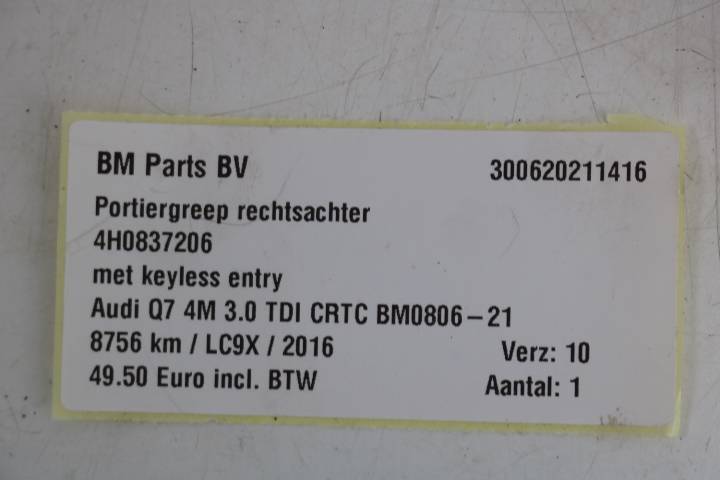 BM Parts BV 300620211416
Portiergreep rechtsachter
4H0837206
met keyless entry
Audi Q7 4M 3.0 TDI CRTC BM0806-21
8756 km / LC9X / 2016 Verz: 10
49.50 Euro incl. BTW Aantal: 1